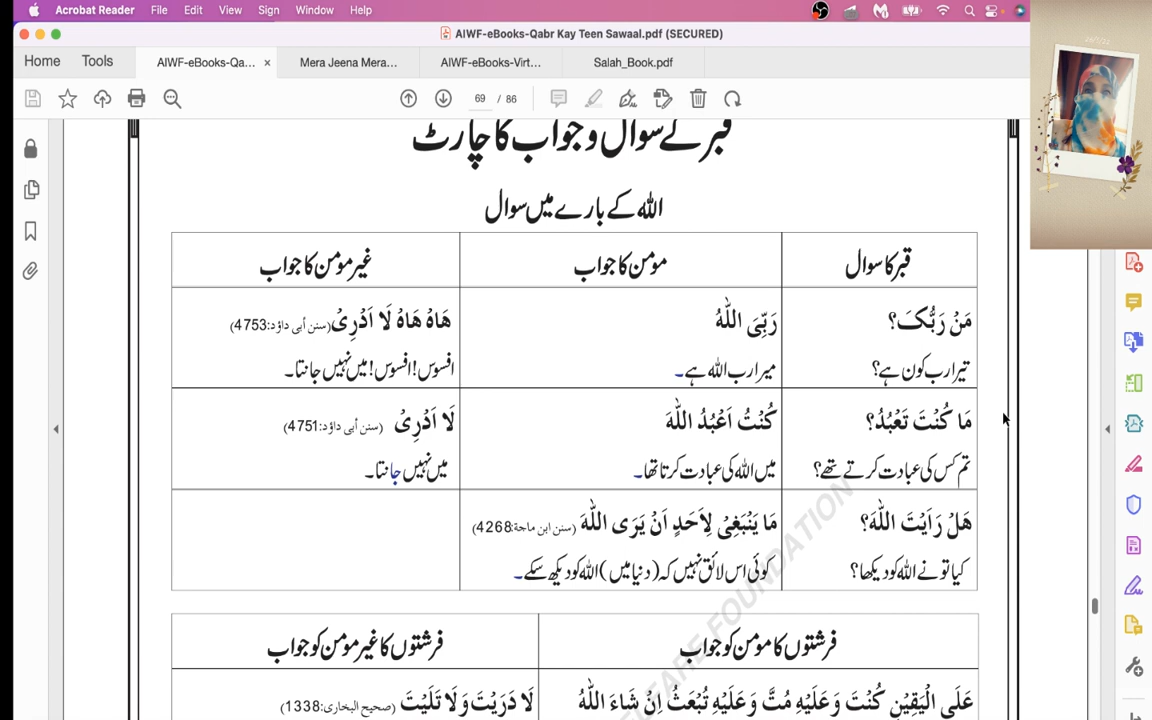 Acrobat Reader File Edit View Sign Window Help
AIWF-eBooks-Qabr Kay Teen Sawaal.pdf (SECURED)
Home Tools AIWF-eBooks-Qa... × Mera Jeena Mera... AIWF-eBooks-Virt... Salah_Book.pdf
69 / 86
قبر کے سوال و جواب کا چارٹ
اللہ کے بارے میں سوال
قبر کا سوال مومن کا جواب غیر مومن کا جواب
مَنْ رَبُّکَ؟ رَبِّیَ اللّٰہُ ھَاہْ ھَاہْ لَا اَدْرِیْ (سنن أبی داؤد:4753)
تیرا رب کون ہے؟ میرا رب اللہ ہے۔ افسوس! افسوس! میں نہیں جانتا۔
مَا کُنْتَ تَعْبُدُ؟ کُنْتُ اَعْبُدُ اللّٰہَ لَا اَدْرِیْ (سنن أبی داؤد:4751)
تم کس کی عبادت کرتے تھے؟ میں اللہ کی عبادت کرتا تھا۔ میں نہیں جانتا۔
ھَلْ رَاَیْتَ اللّٰہَ؟ مَا یَنْبَغِیْ لِاَحَدٍ اَنْ یَرَی اللّٰہَ (سنن ابن ماجة:4268)
کیا تو نے اللہ کو دیکھا؟ کوئی اس لائق نہیں کہ (دنیا میں) اللہ کو دیکھ سکے۔
فرشتوں کا مومن کو جواب فرشتوں کا غیر مومن کو جواب
عَلَی الْیَقِیْنِ کُنْتَ وَعَلَیْہِ مُتَّ وَعَلَیْہِ تُبْعَثُ اِنْ شَاءَ اللّٰہُ لَا دَرَیْتَ وَلَا تَلَیْتَ (صحیح البخاری:1338)
FOUNDATION